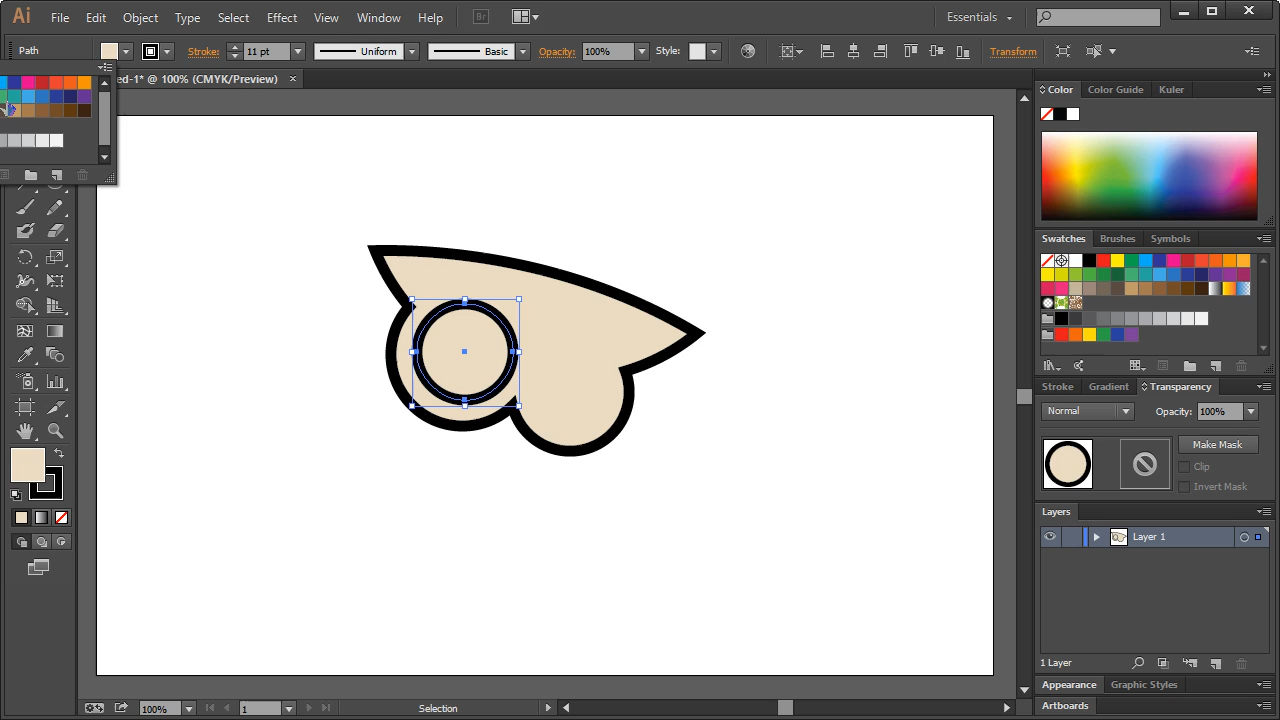 Ai File Edit Object Type Select Effect View Window Help Br Essentials
Path Stroke: 11 pt Uniform Basic Opacity: 100% Style: Transform
ed-1* @ 100% (CMYK/Preview)
Color Color Guide Kuler
Swatches Brushes Symbols
Stroke Gradient Transparency
Normal Opacity: 100%
Make Mask
Clip
Invert Mask
Layers
Layer 1
1 Layer
Appearance Graphic Styles
Artboards
100% 1 Selection